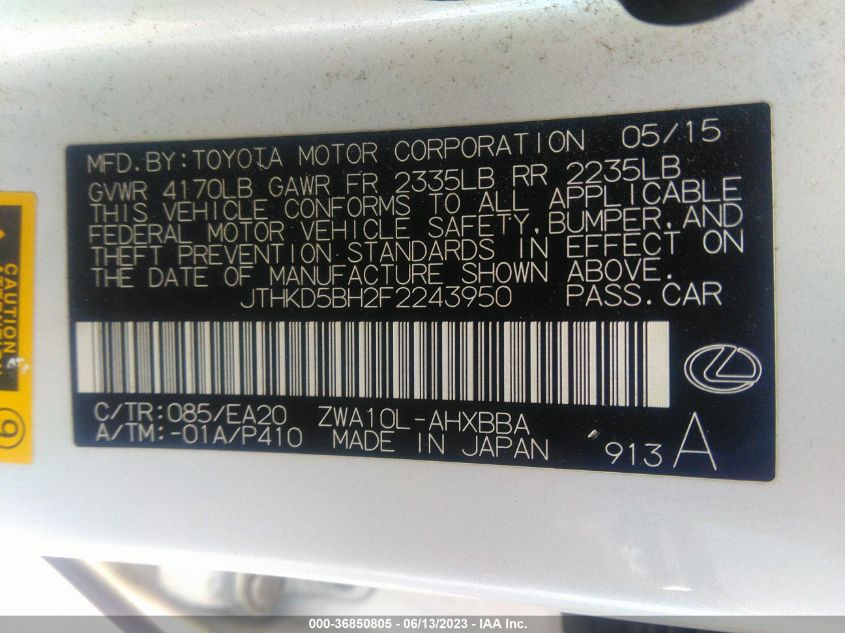 MFD.BY:TOYOTA MOTOR CORPORATION 05/15
GVWR 4170LB GAWR FR 2335LB RR 2235LB
THIS VEHICLE CONFORMS TO ALL APPLICABLE
FEDERAL MOTOR VEHICLE SAFETY,BUMPER,AND
THEFT PREVENTION STANDARDS IN EFFECT ON
THE DATE OF MANUFACTURE SHOWN ABOVE.
JTHKD5BH2F2243950 PASS.CAR
C/TR:085/EA20 ZWA10L-AHXBBA
A/TM:-01A/P410 MADE IN JAPAN 913 A
CAUTION
9
000-36850805 - 06/13/2023 - IAA Inc.